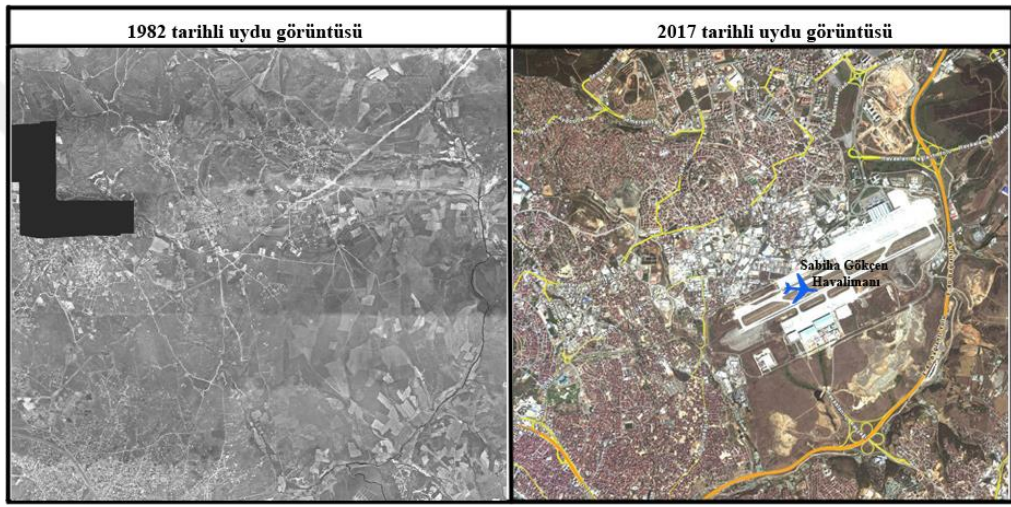 1982 tarihli uydu görüntüsü
2017 tarihli uydu görüntüsü
Sabiha Gökçen
Havalimanı